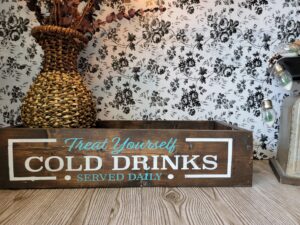 Treat Yourself
COLD DRINKS
• SERVED DAILY •